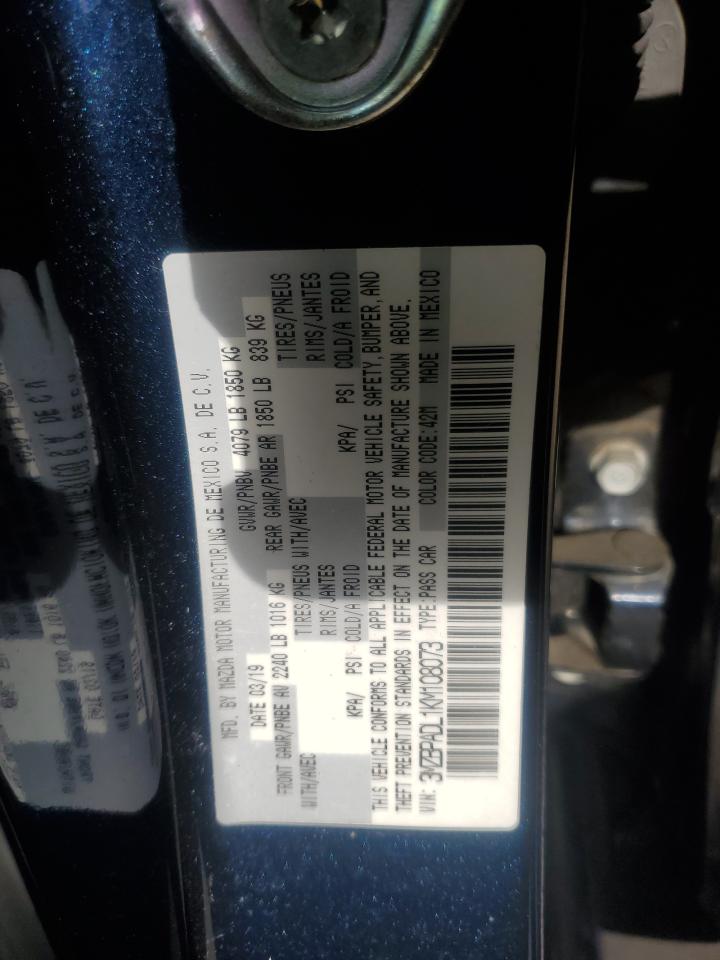 MFD. BY MAZDA MOTOR MANUFACTURING DE MEXICO S.A. DE C.V.
DATE 03/19 GVWR/PNBV 4079 LB 1850 KG
FRONT GAWR/PNBE AV 2240 LB 1016 KG REAR GAWR/PNBE AR 1850 LB 839 KG
WITH/AVEC TIRES/PNEUS WITH/AVEC TIRES/PNEUS
RIMS/JANTES RIMS/JANTES
KPA/ PSI COLD/A FROID KPA/ PSI COLD/A FROID
THIS VEHICLE CONFORMS TO ALL APPLICABLE FEDERAL MOTOR VEHICLE SAFETY, BUMPER, AND
THEFT PREVENTION STANDARDS IN EFFECT ON THE DATE OF MANUFACTURE SHOWN ABOVE.
VIN: 3MZBPADL1KM108073 TYPE:PASS CAR COLOR CODE:42M MADE IN MEXICO